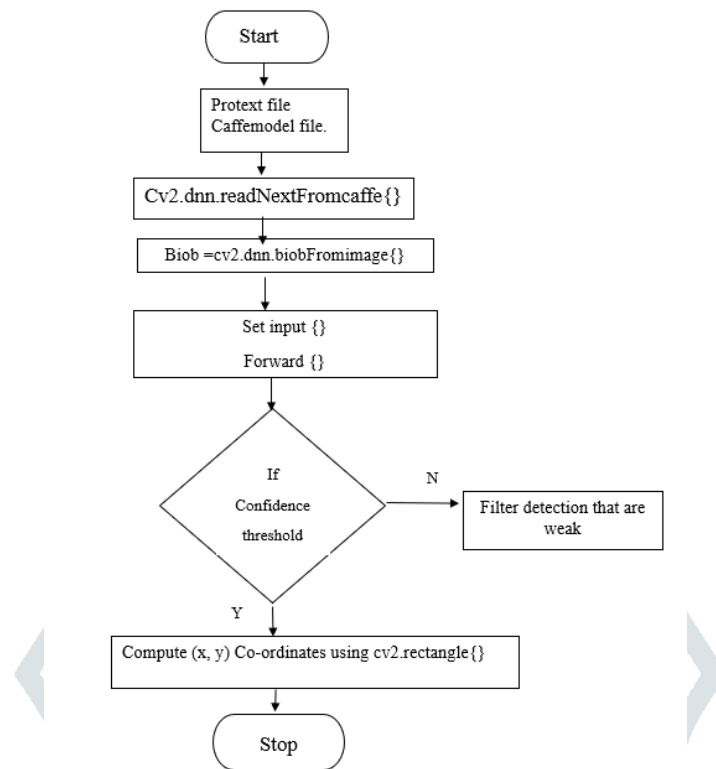 Start
Protext file
Caffemodel file.
Cv2.dnn.readNextFromcaffe{}
Biob =cv2.dnn.biobFromimage{}
Set input {}
Forward {}
If
Confidence
threshold
N
Filter detection that are
weak
Y
Compute (x, y) Co-ordinates using cv2.rectangle{}
Stop